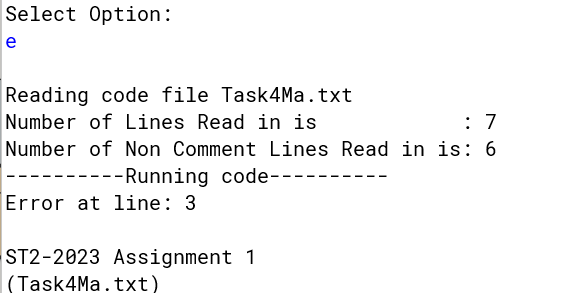 Select Option:
e
Reading code file Task4Ma.txt
Number of Lines Read in is            : 7
Number of Non Comment Lines Read in is: 6
----------Running code----------
Error at line: 3
ST2-2023 Assignment 1
(Task4Ma.txt)